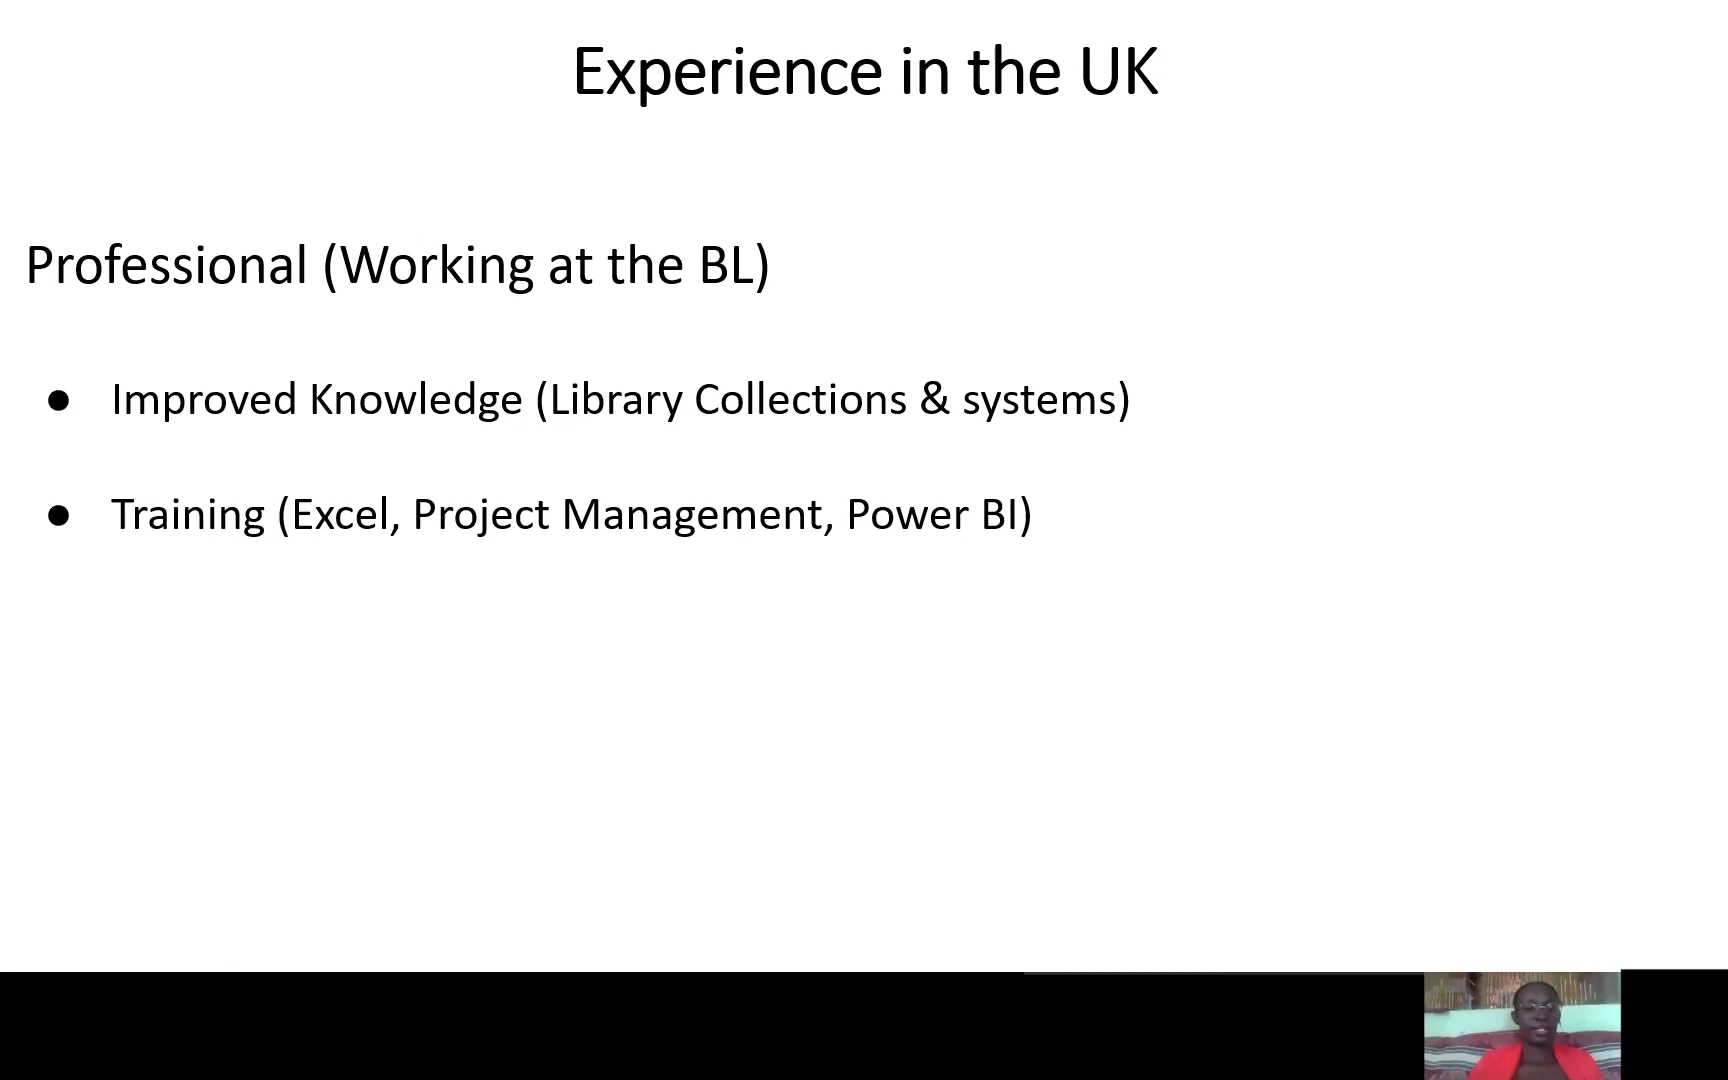 Experience in the UK
Professional (Working at the BL)
● Improved Knowledge (Library Collections & systems)
● Training (Excel, Project Management, Power BI)